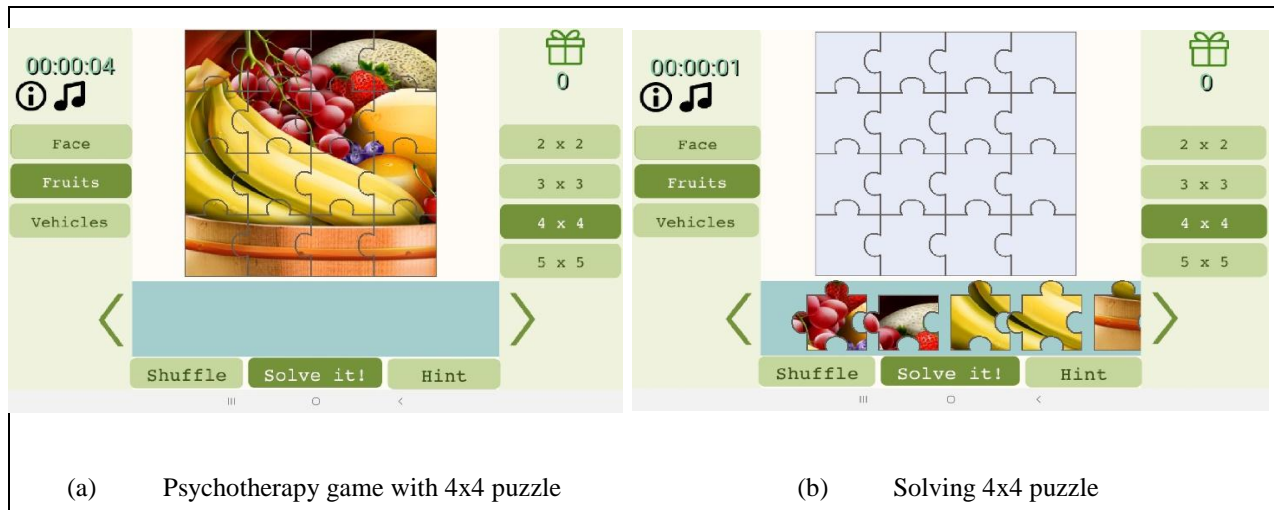 00:00:04
0
Face
Fruits
Vehicles
2 x 2
3 x 3
4 x 4
5 x 5
Shuffle
Solve it!
Hint
00:00:01
0
Face
Fruits
Vehicles
2 x 2
3 x 3
4 x 4
5 x 5
Shuffle
Solve it!
Hint
(a) Psychotherapy game with 4x4 puzzle
(b) Solving 4x4 puzzle